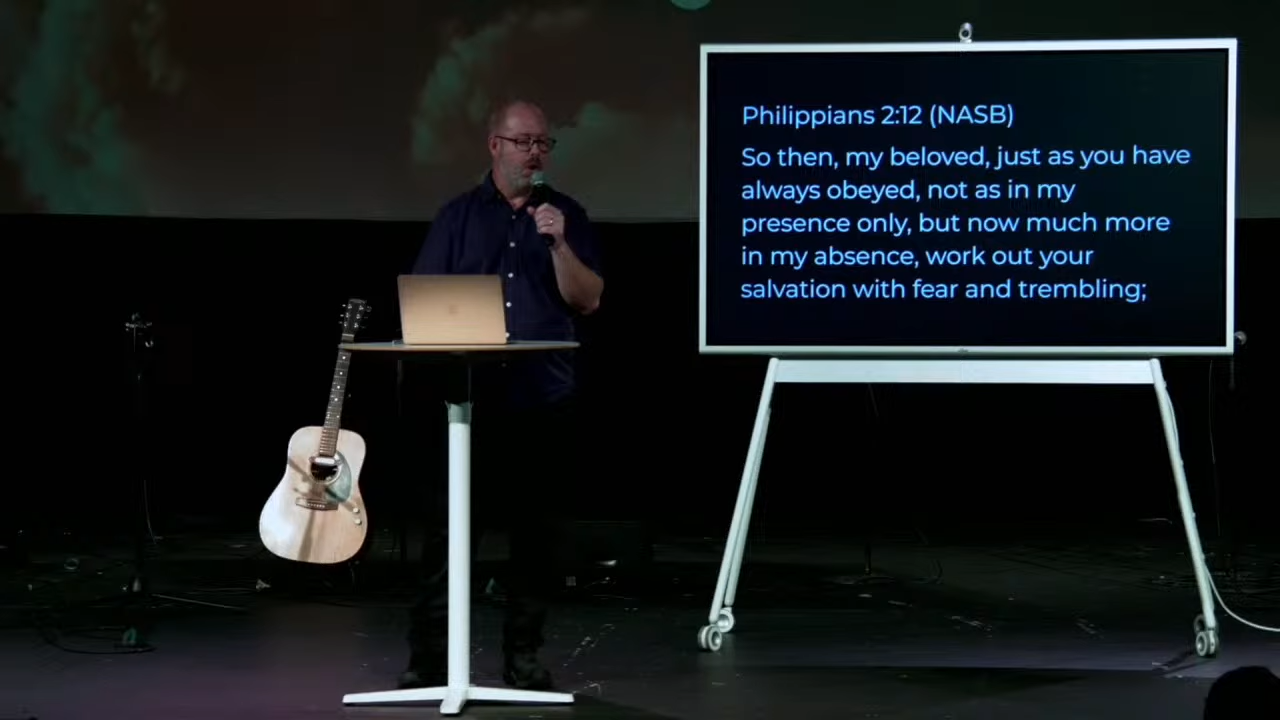 Philippians 2:12 (NASB)
So then, my beloved, just as you have
always obeyed, not as in my
presence only, but now much more
in my absence, work out your
salvation with fear and trembling;